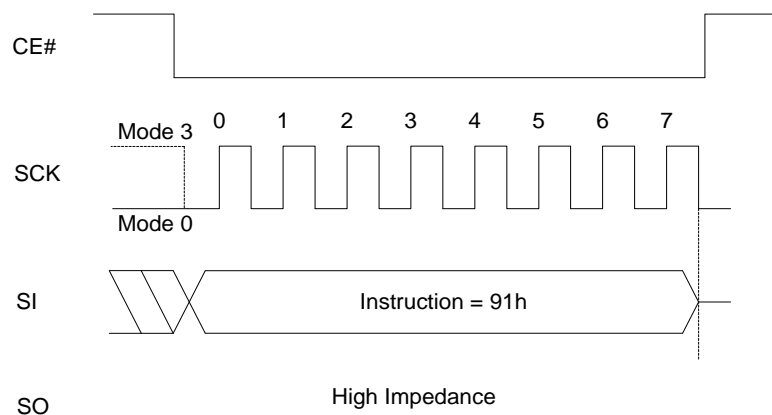 CE#
Mode 3 0 1 2 3 4 5 6 7
SCK
Mode 0
SI Instruction = 91h
SO High Impedance